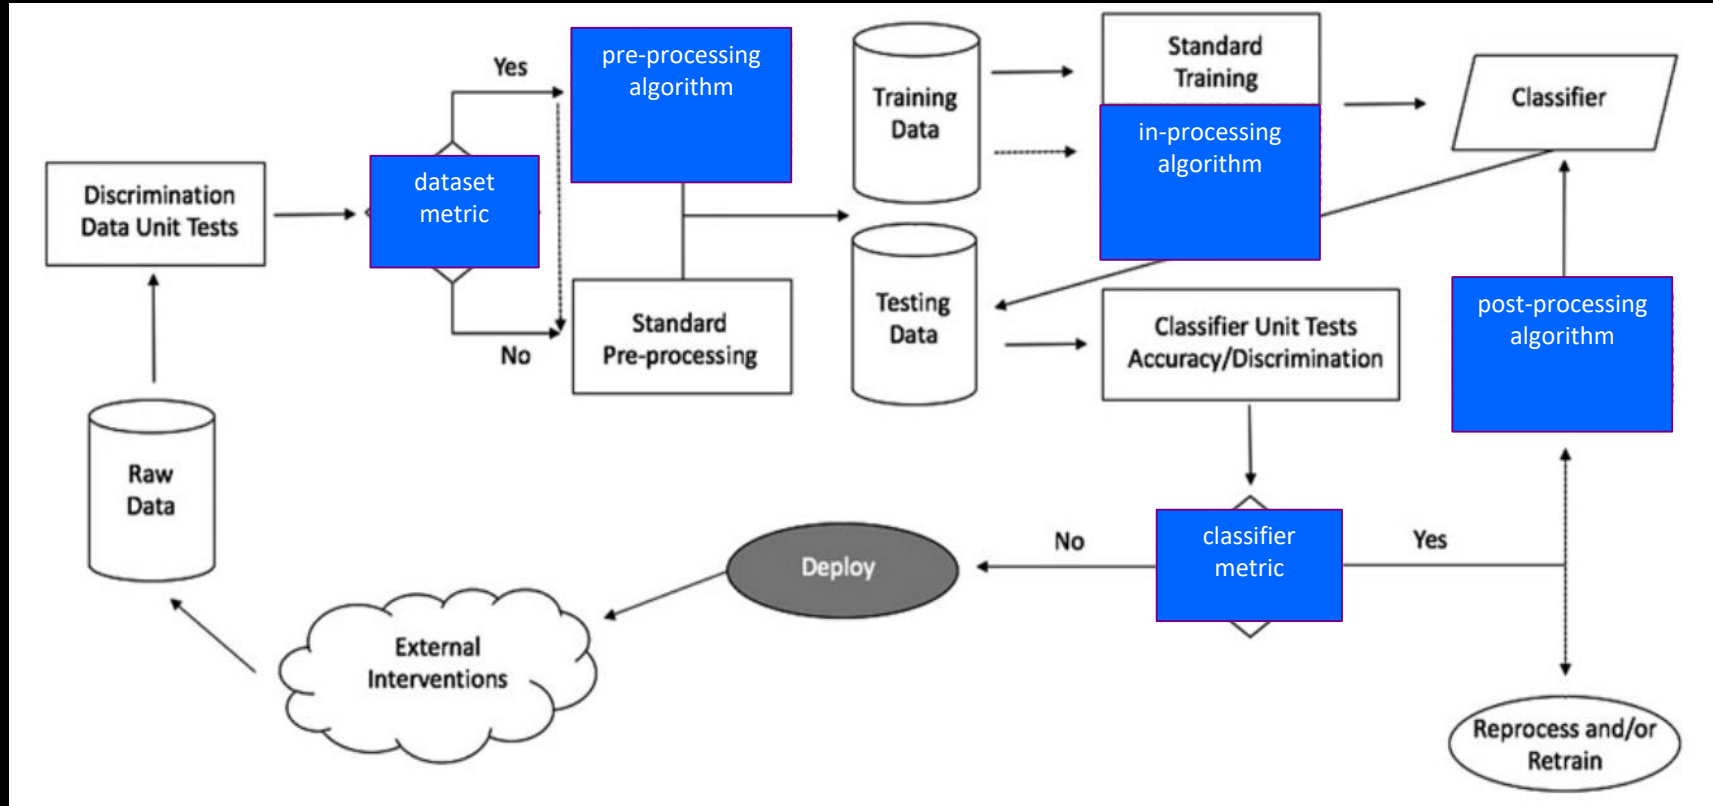 Yes
pre-processing
algorithm
Training
Data
Standard
Training
Classifier
in-processing
algorithm
Discrimination
Data Unit Tests
dataset
metric
No
Standard
Pre-processing
Testing
Data
Classifier Unit Tests
Accuracy/Discrimination
post-processing
algorithm
Raw
Data
Deploy
No
classifier
metric
Yes
External
Interventions
Reprocess and/or
Retrain